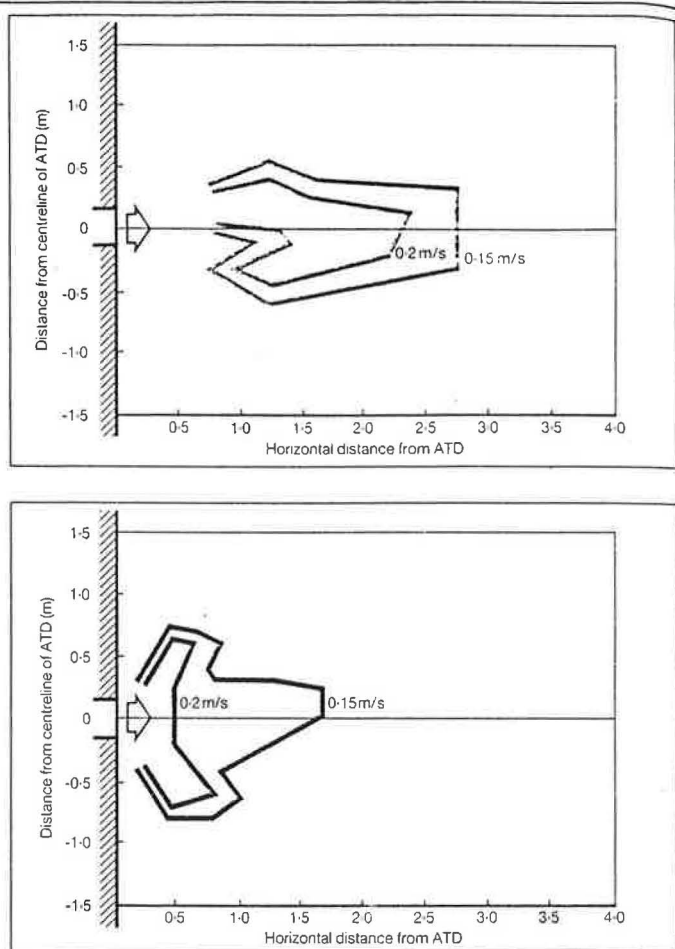 1·5
1·0
0·5
0
-0·5
-1·0
-1·5
Distance from centreline of ATD (m)
0·2 m/s
0·15 m/s
0·5 1·0 1·5 2·0 2·5 3·0 3·5 4·0
Horizontal distance from ATD
1·5
1·0
0·5
0
-0·5
-1·0
-1·5
Distance from centreline of ATD (m)
0·2m/s
0·15m/s
0·5 1·0 1·5 2·0 2·5 3·0 3·5 4·0
Horizontal distance from ATD